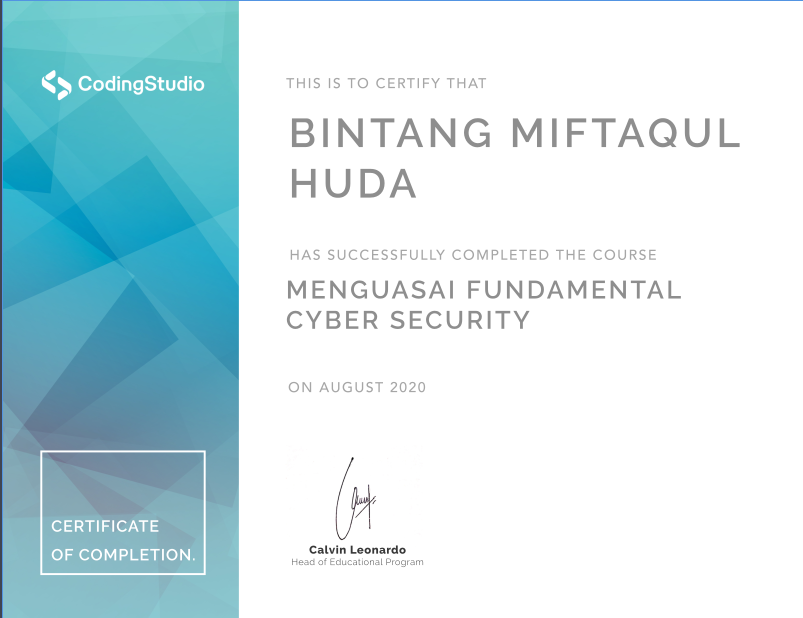 CodingStudio
THIS IS TO CERTIFY THAT
BINTANG MIFTAQUL
HUDA
HAS SUCCESSFULLY COMPLETED THE COURSE
MENGUASAI FUNDAMENTAL
CYBER SECURITY
ON AUGUST 2020
CERTIFICATE
OF COMPLETION.
Calvin Leonardo
Head of Educational Program